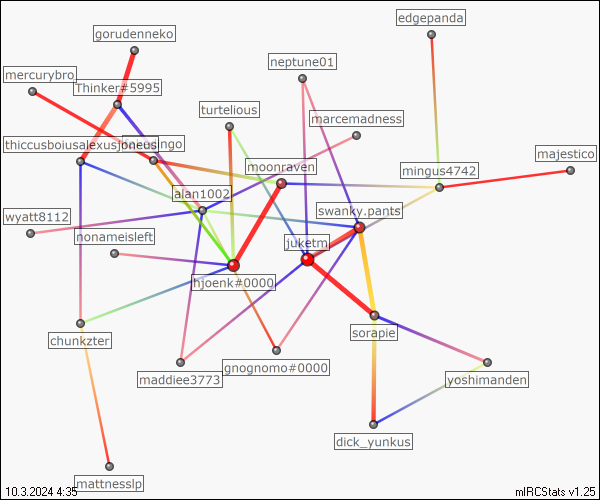 edgepanda
gorudenneko
neptune01
mercurybro
Thinker#5995
turtelious
marcemadness
thiccusboiusalexusjoneus
majestico
moonraven
mingus4742
alan1002
swanky.pants
wyatt8112
nonameisleft
juketm
hjoenk#0000
sorapie
chunkzter
gnognomo#0000
maddiee3773
yoshimanden
dick_yunkus
mattnesslp
10.3.2024 4:35
mIRCStats v1.25